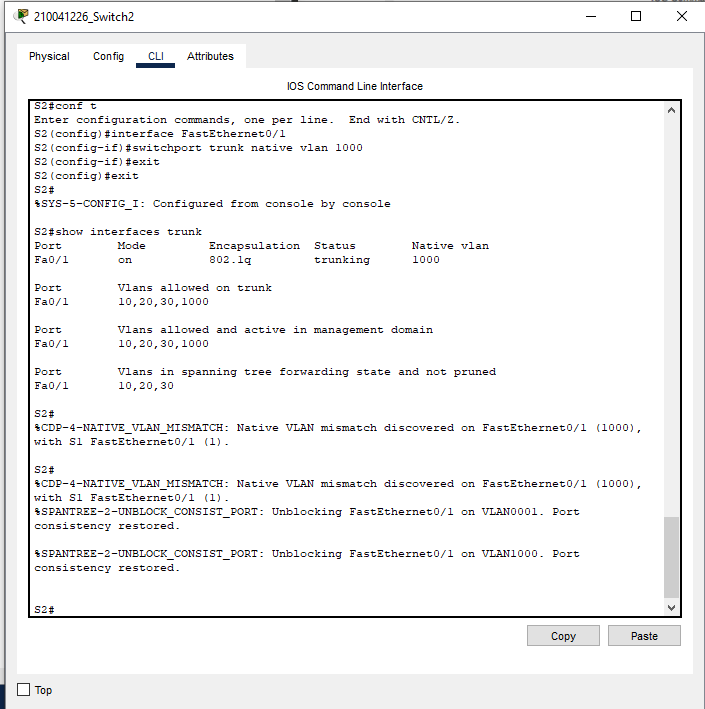 210041226_Switch2
Physical Config CLI Attributes
IOS Command Line Interface
S2#conf t
Enter configuration commands, one per line.  End with CNTL/Z.
S2(config)#interface FastEthernet0/1
S2(config-if)#switchport trunk native vlan 1000
S2(config-if)#exit
S2(config)#exit
S2#
%SYS-5-CONFIG_I: Configured from console by console
S2#show interfaces trunk
Port        Mode         Encapsulation  Status        Native vlan
Fa0/1       on           802.1q         trunking      1000
Port        Vlans allowed on trunk
Fa0/1       10,20,30,1000
Port        Vlans allowed and active in management domain
Fa0/1       10,20,30,1000
Port        Vlans in spanning tree forwarding state and not pruned
Fa0/1       10,20,30
S2#
%CDP-4-NATIVE_VLAN_MISMATCH: Native VLAN mismatch discovered on FastEthernet0/1 (1000),
with S1 FastEthernet0/1 (1).
S2#
%CDP-4-NATIVE_VLAN_MISMATCH: Native VLAN mismatch discovered on FastEthernet0/1 (1000),
with S1 FastEthernet0/1 (1).
%SPANTREE-2-UNBLOCK_CONSIST_PORT: Unblocking FastEthernet0/1 on VLAN0001. Port
consistency restored.
%SPANTREE-2-UNBLOCK_CONSIST_PORT: Unblocking FastEthernet0/1 on VLAN1000. Port
consistency restored.
S2#
Copy Paste
Top